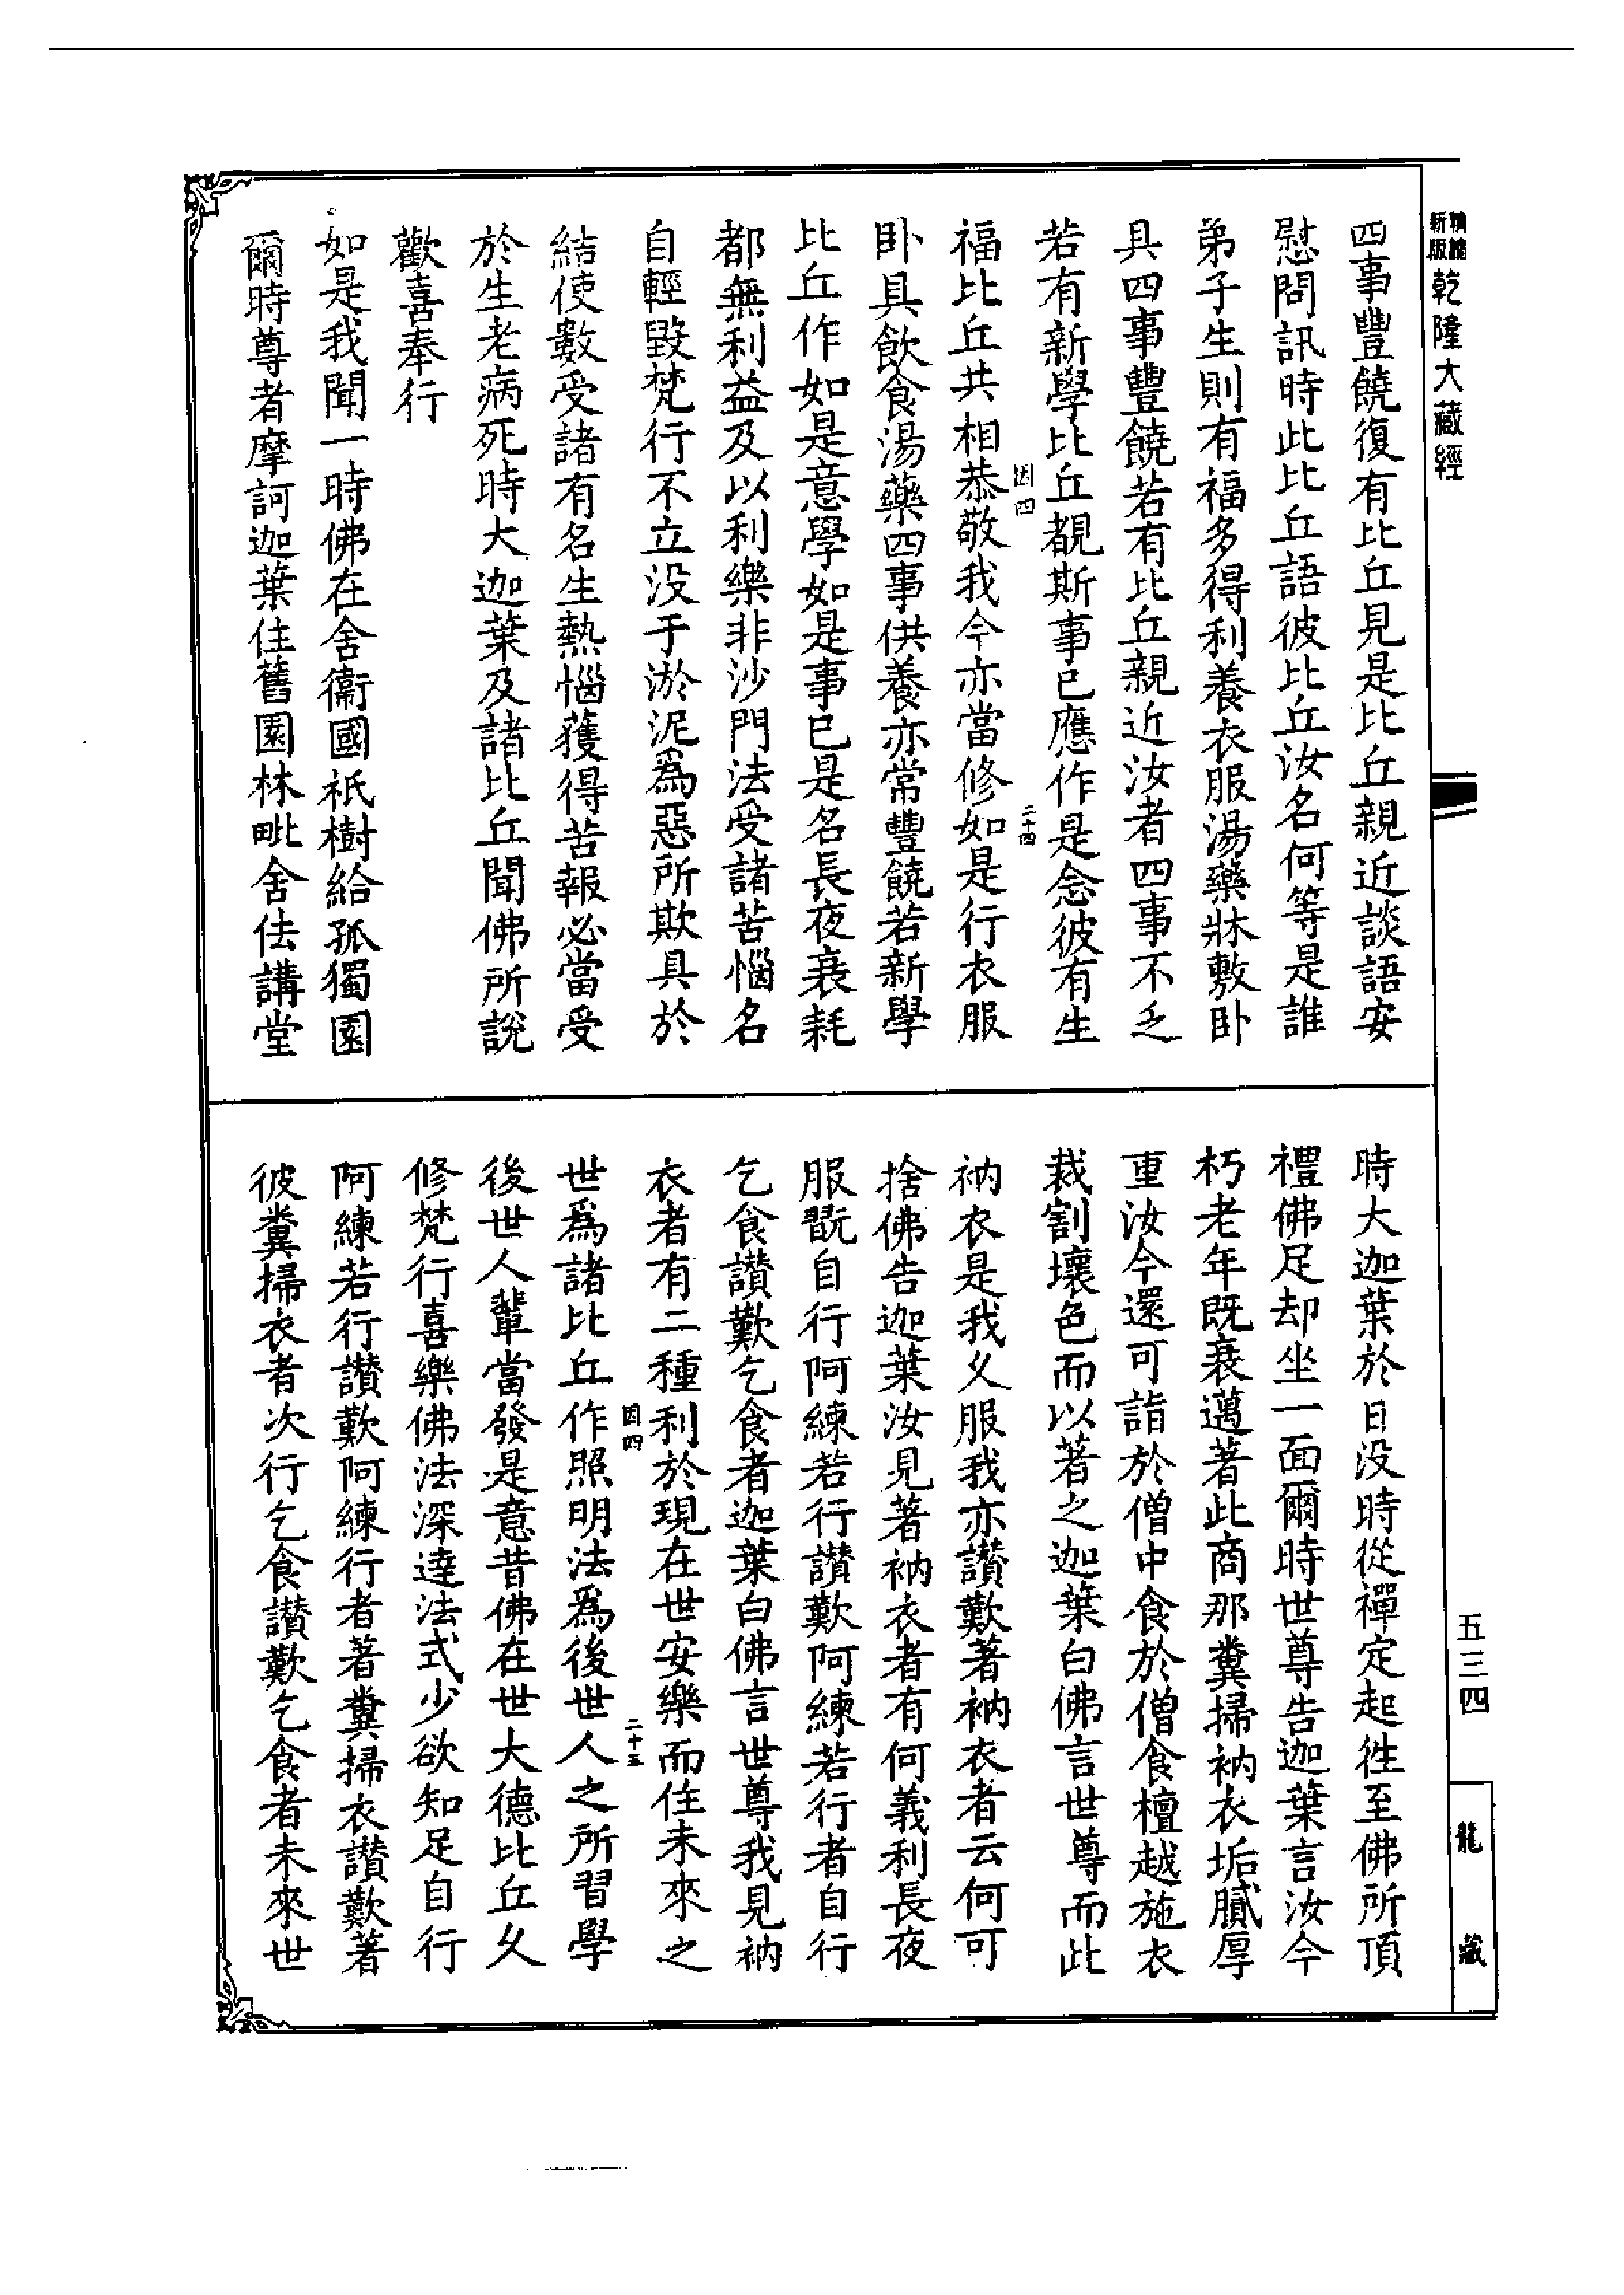 新版精縮乾隆大藏經
四事豐饒復有比丘見是比丘親近談語安
慰問訊時此比丘語彼比丘汝名何等是誰
弟子生則有福多得利養衣服湯藥牀敷卧
具四事豐饒若有比丘親近汝者四事不乏
若有新學比丘覩斯事已應作是念彼有生
因四
二十四
福比丘共相恭敬我今亦當修如是行衣服
卧具飲食湯藥四事供養亦常豐饒若新學
比丘作如是意學如是事已是名長夜衰耗
都無利益及以利樂非沙門法受諸苦惱名
自輕毀梵行不立没于淤泥爲惡所欺具於
結使數受諸有名生熱惱獲得苦報必當受
於生老病死時大迦葉及諸比丘聞佛所說
歡喜奉行
如是我聞一時佛在舍衞國祇樹給孤獨園
爾時尊者摩訶迦葉住舊園林毗舍佉講堂
時大迦葉於日没時從禪定起往至佛所頂
禮佛足却坐一面爾時世尊告迦葉言汝今
朽老年既衰邁著此商那糞掃衲衣垢膩厚
重汝今還可詣於僧中食於僧食檀越施衣
裁割壞色而以著之迦葉白佛言世尊而此
衲衣是我久服我亦讃歎著衲衣者云何可
捨佛告迦葉汝見著衲衣者有何義利長夜
服翫自行阿練若行讃歎阿練若行者自行
乞食讃歎乞食者迦葉白佛言世尊我見衲
衣者有二種利於現在世安樂而住未來之
因四
二十五
世爲諸比丘作照明法爲後世人之所習學
後世人輩當發是意昔佛在世大德比丘久
修梵行喜樂佛法深達法式少欲知足自行
阿練若行讃歎阿練行者著糞掃衣讃歎著
彼糞掃衣者次行乞食讃歎乞食者未來世
五三四
龍藏